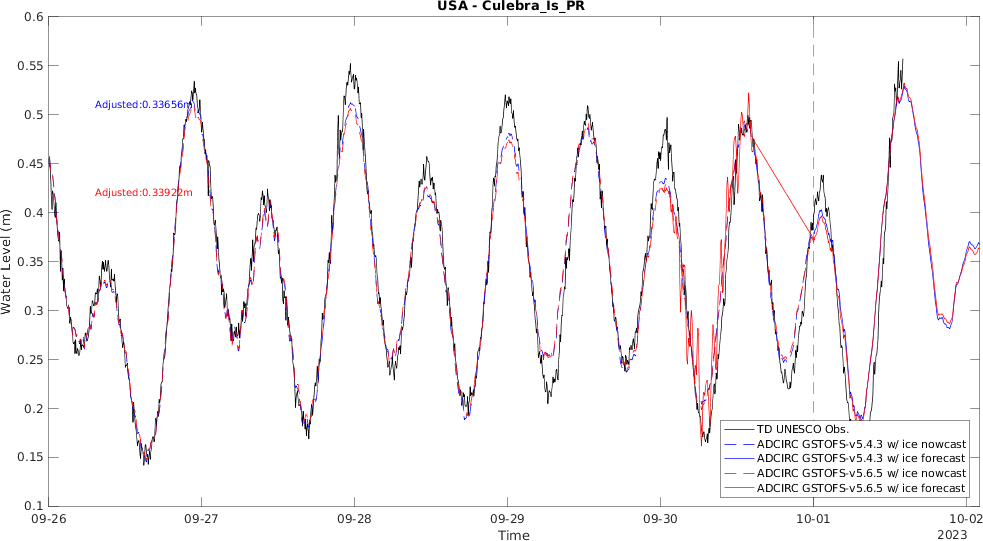 USA - Culebra_Is_PR
0.6
0.55
0.5
0.45
0.4
0.35
0.3
0.25
0.2
0.15
0.1
Water Level (m)
Adjusted:0.33656m
Adjusted:0.33922m
TD UNESCO Obs.
ADCIRC GSTOFS-v5.4.3 w/ ice nowcast
ADCIRC GSTOFS-v5.4.3 w/ ice forecast
ADCIRC GSTOFS-v5.6.5 w/ ice nowcast
ADCIRC GSTOFS-v5.6.5 w/ ice forecast
09-26 09-27 09-28 09-29 09-30 10-01 10-02
Time
2023